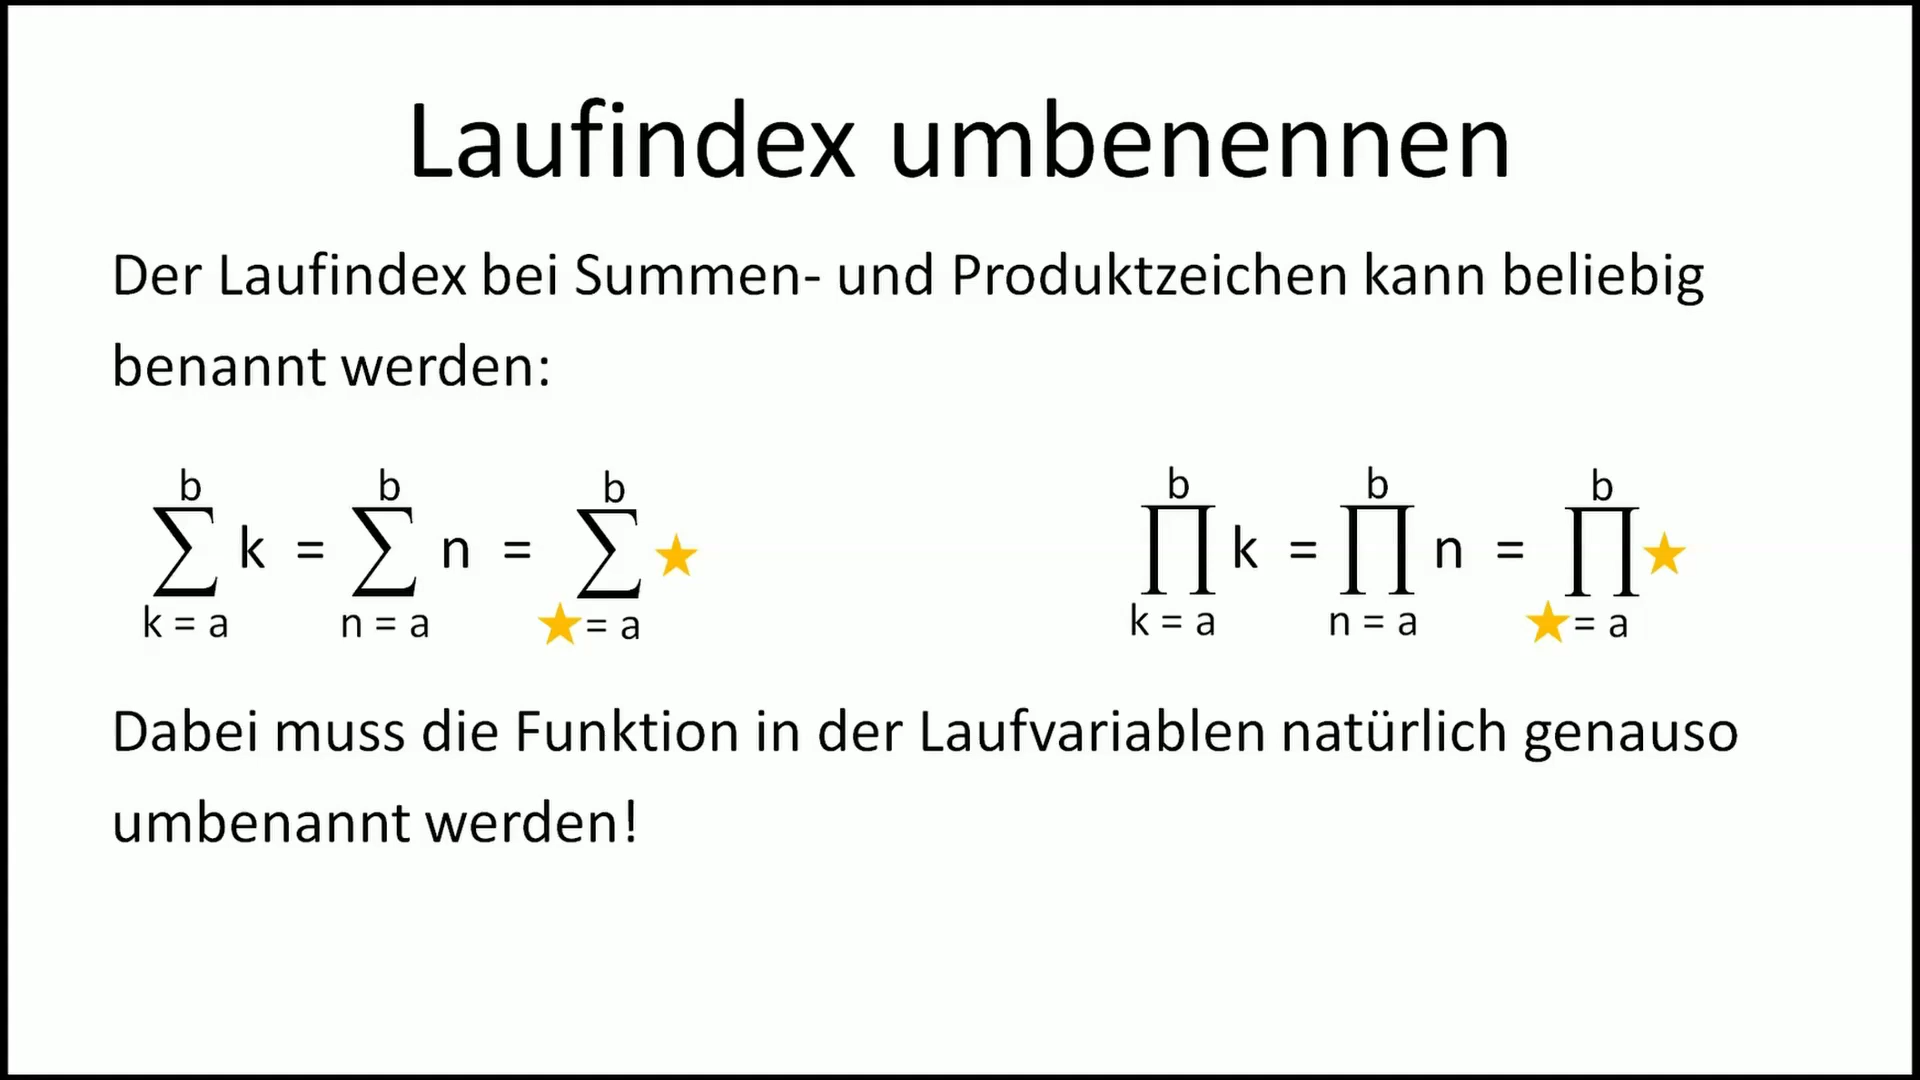 Laufindex umbenennen
Der Laufindex bei Summen- und Produktzeichen kann beliebig
benannt werden:
b b b b b b
∑ k = ∑ n = ∑ ★ ∏ k = ∏ n = ∏ ★
k = a n = a ★ = a k = a n = a ★ = a
Dabei muss die Funktion in der Laufvariablen natürlich genauso
umbenannt werden!